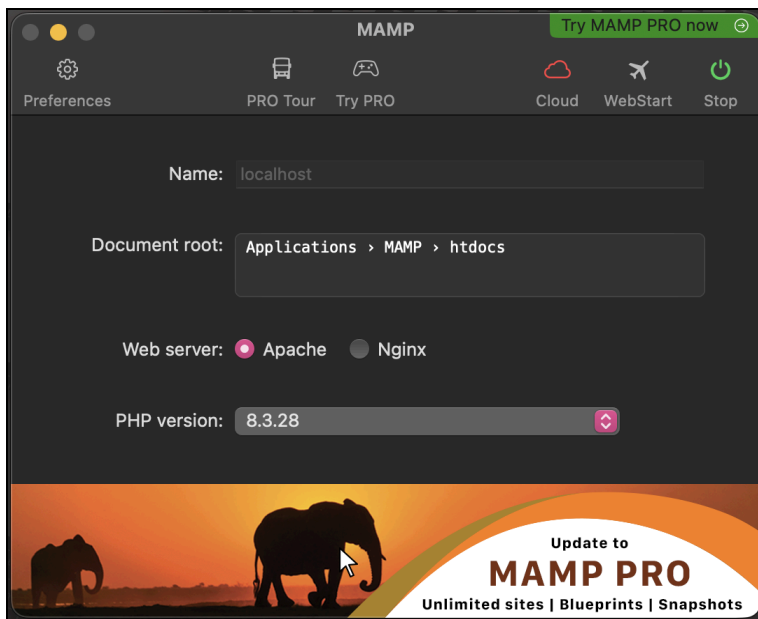 MAMP
Try MAMP PRO now
Preferences
PRO Tour
Try PRO
Cloud
WebStart
Stop
Name: localhost
Document root: Applications › MAMP › htdocs
Web server: Apache Nginx
PHP version: 8.3.28
Update to
MAMP PRO
Unlimited sites | Blueprints | Snapshots